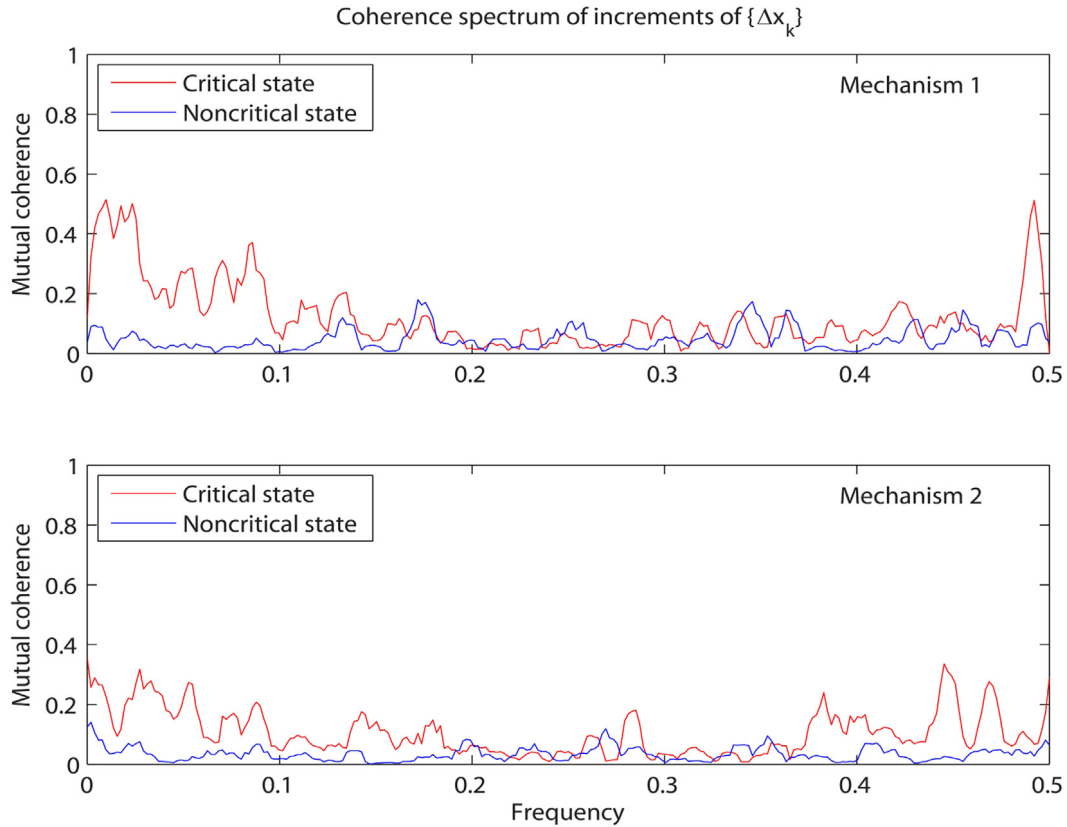 Coherence spectrum of increments of {Δx_k}
1
0.8
0.6
0.4
0.2
0
Mutual coherence
Critical state
Noncritical state
Mechanism 1
0 0.1 0.2 0.3 0.4 0.5
1
0.8
0.6
0.4
0.2
0
Mutual coherence
Critical state
Noncritical state
Mechanism 2
0 0.1 0.2 0.3 0.4 0.5
Frequency